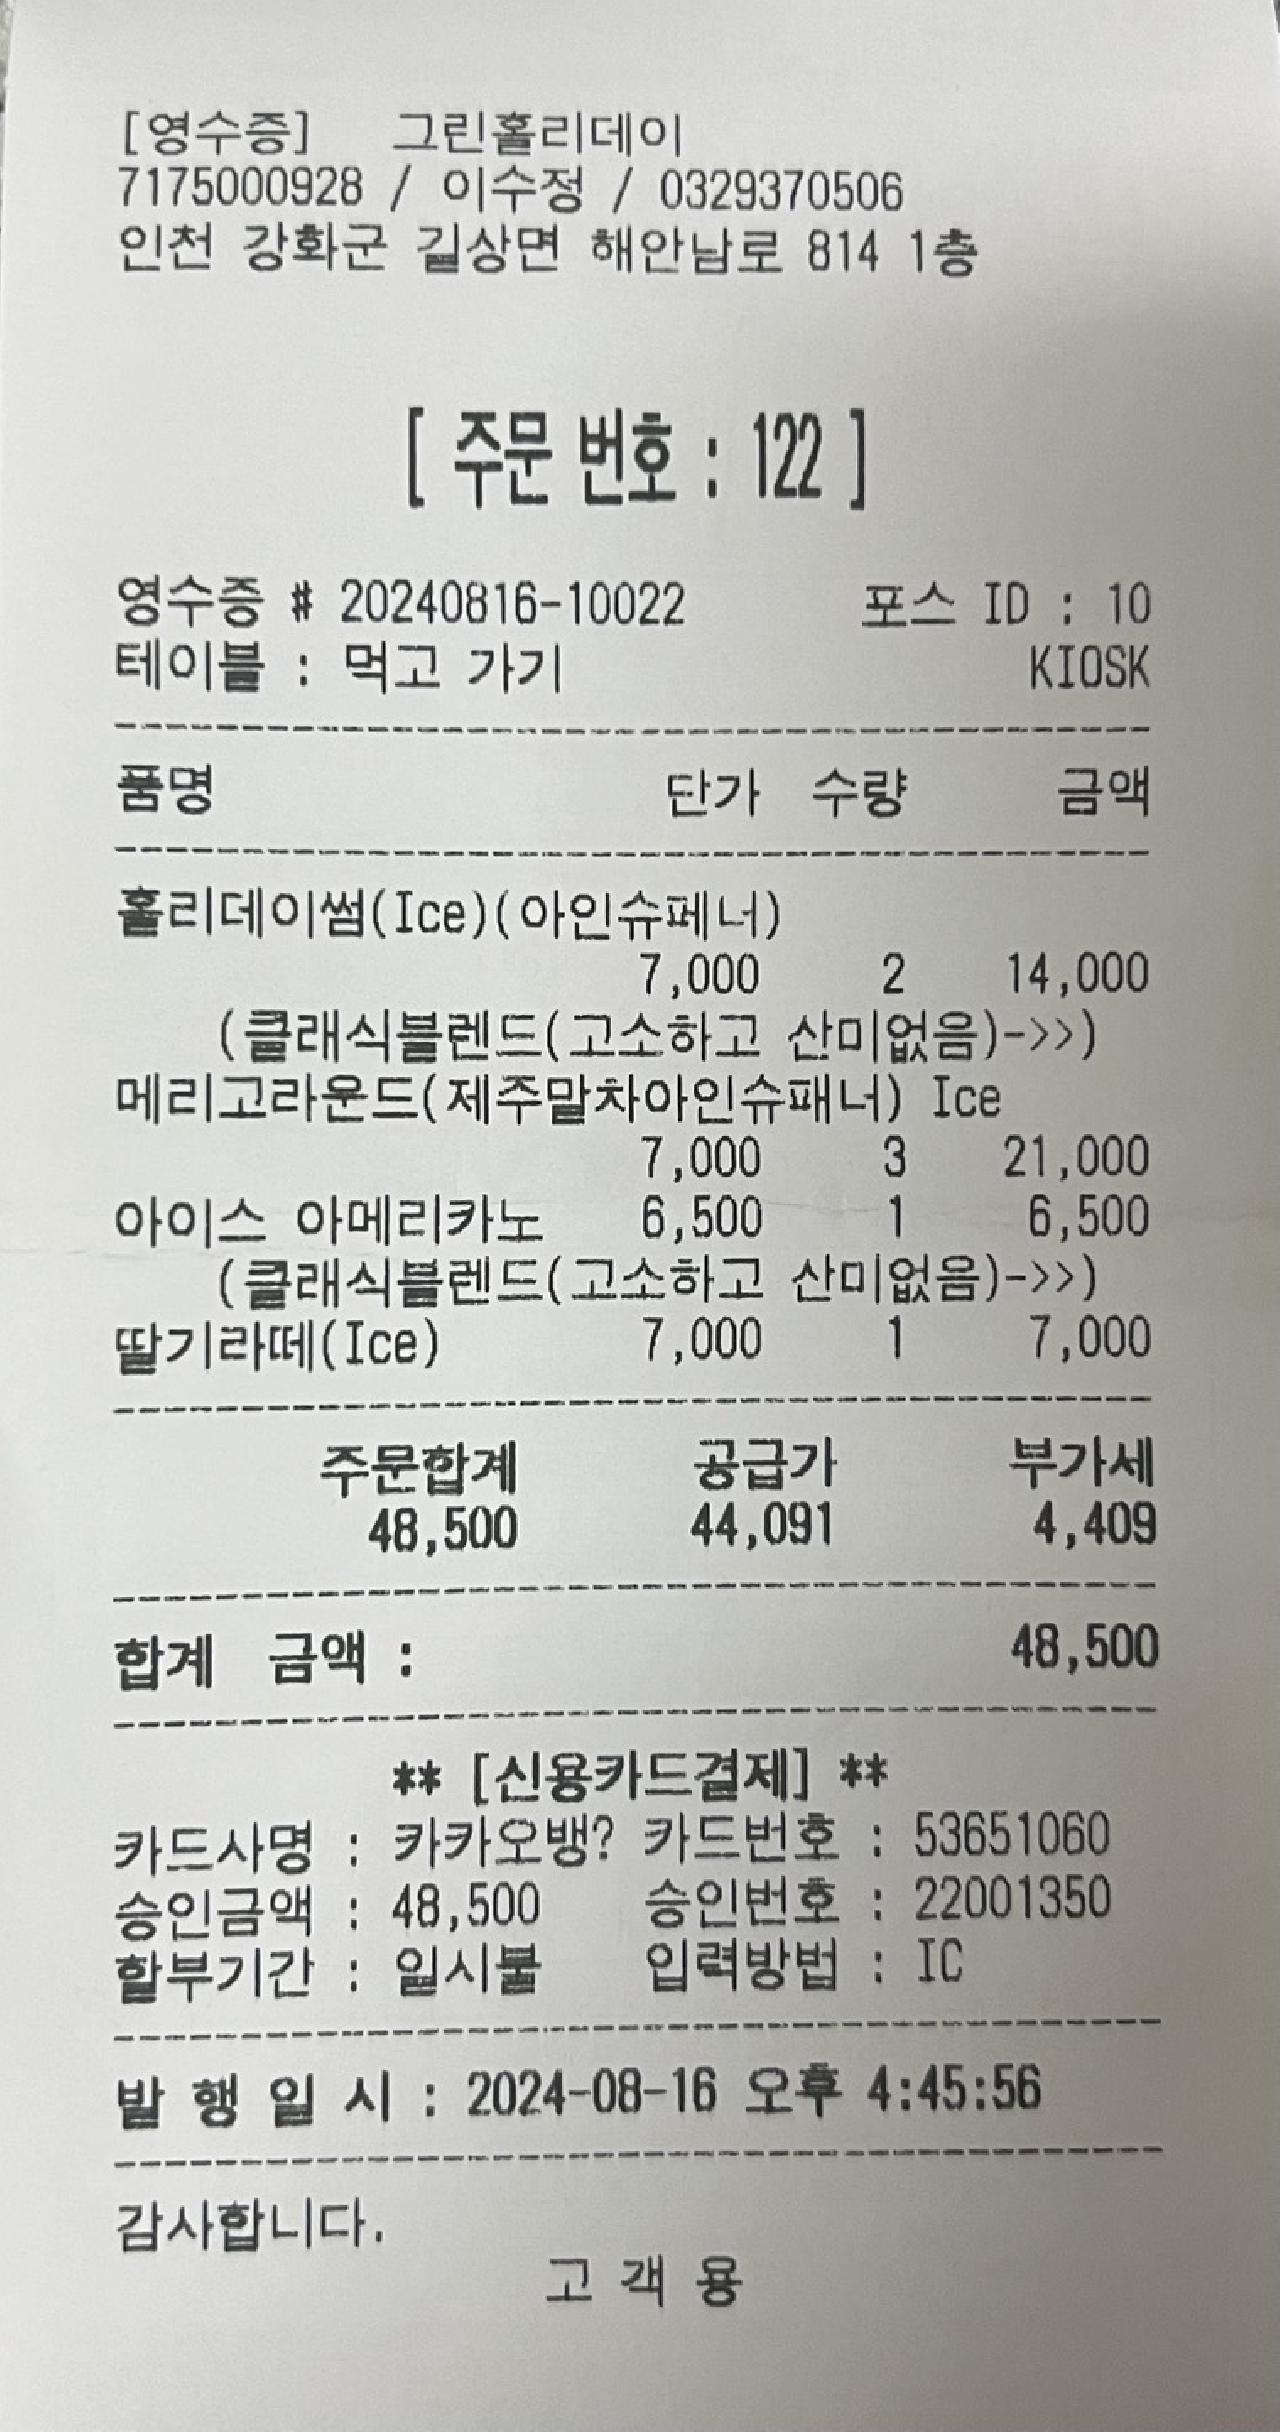 [영수증] 그린홀리데이
7175000928 / 이수정 / 0329370506
인천 강화군 길상면 해안남로 814 1층
[ 주문 번호 : 122 ]
영수증 # 20240816-10022 포스 ID : 10
테이블 : 먹고 가기 KIOSK
품명 단가 수량 금액
홀리데이썸(Ice)(아인슈페너)
7,000 2 14,000
(클래식블렌드(고소하고 산미없음)->>)
메리고라운드(제주말차아인슈패너) Ice
7,000 3 21,000
아이스 아메리카노 6,500 1 6,500
(클래식블렌드(고소하고 산미없음)->>)
딸기라떼(Ice) 7,000 1 7,000
주문합계 공급가 부가세
48,500 44,091 4,409
합계 금액 : 48,500
** [신용카드결제] **
카드사명 : 카카오뱅? 카드번호 : 53651060
승인금액 : 48,500 승인번호 : 22001350
할부기간 : 일시불 입력방법 : IC
발 행 일 시 : 2024-08-16 오후 4:45:56
감사합니다.
고 객 용